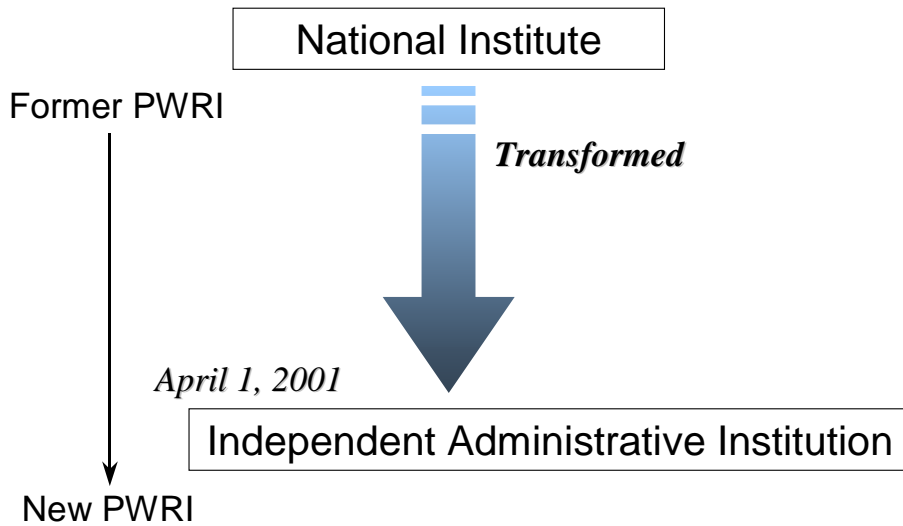 National Institute
Former PWRI
Transformed
April 1, 2001
Independent Administrative Institution
New PWRI